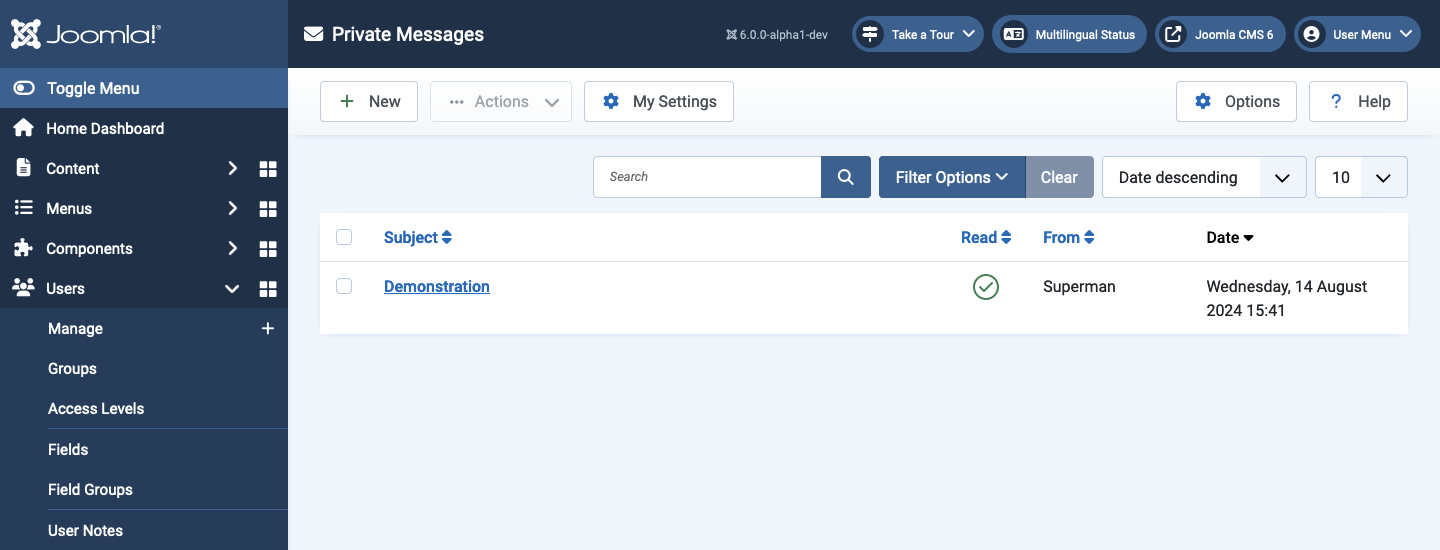 Joomla!®
Private Messages
6.0.0-alpha1-dev
Take a Tour
Multilingual Status
Joomla CMS 6
User Menu
Toggle Menu
Home Dashboard
Content
Menus
Components
Users
Manage
Groups
Access Levels
Fields
Field Groups
User Notes
New
Actions
My Settings
Options
? Help
Search
Filter Options
Clear
Date descending
10
Subject Read From Date
Demonstration Superman Wednesday, 14 August
2024 15:41